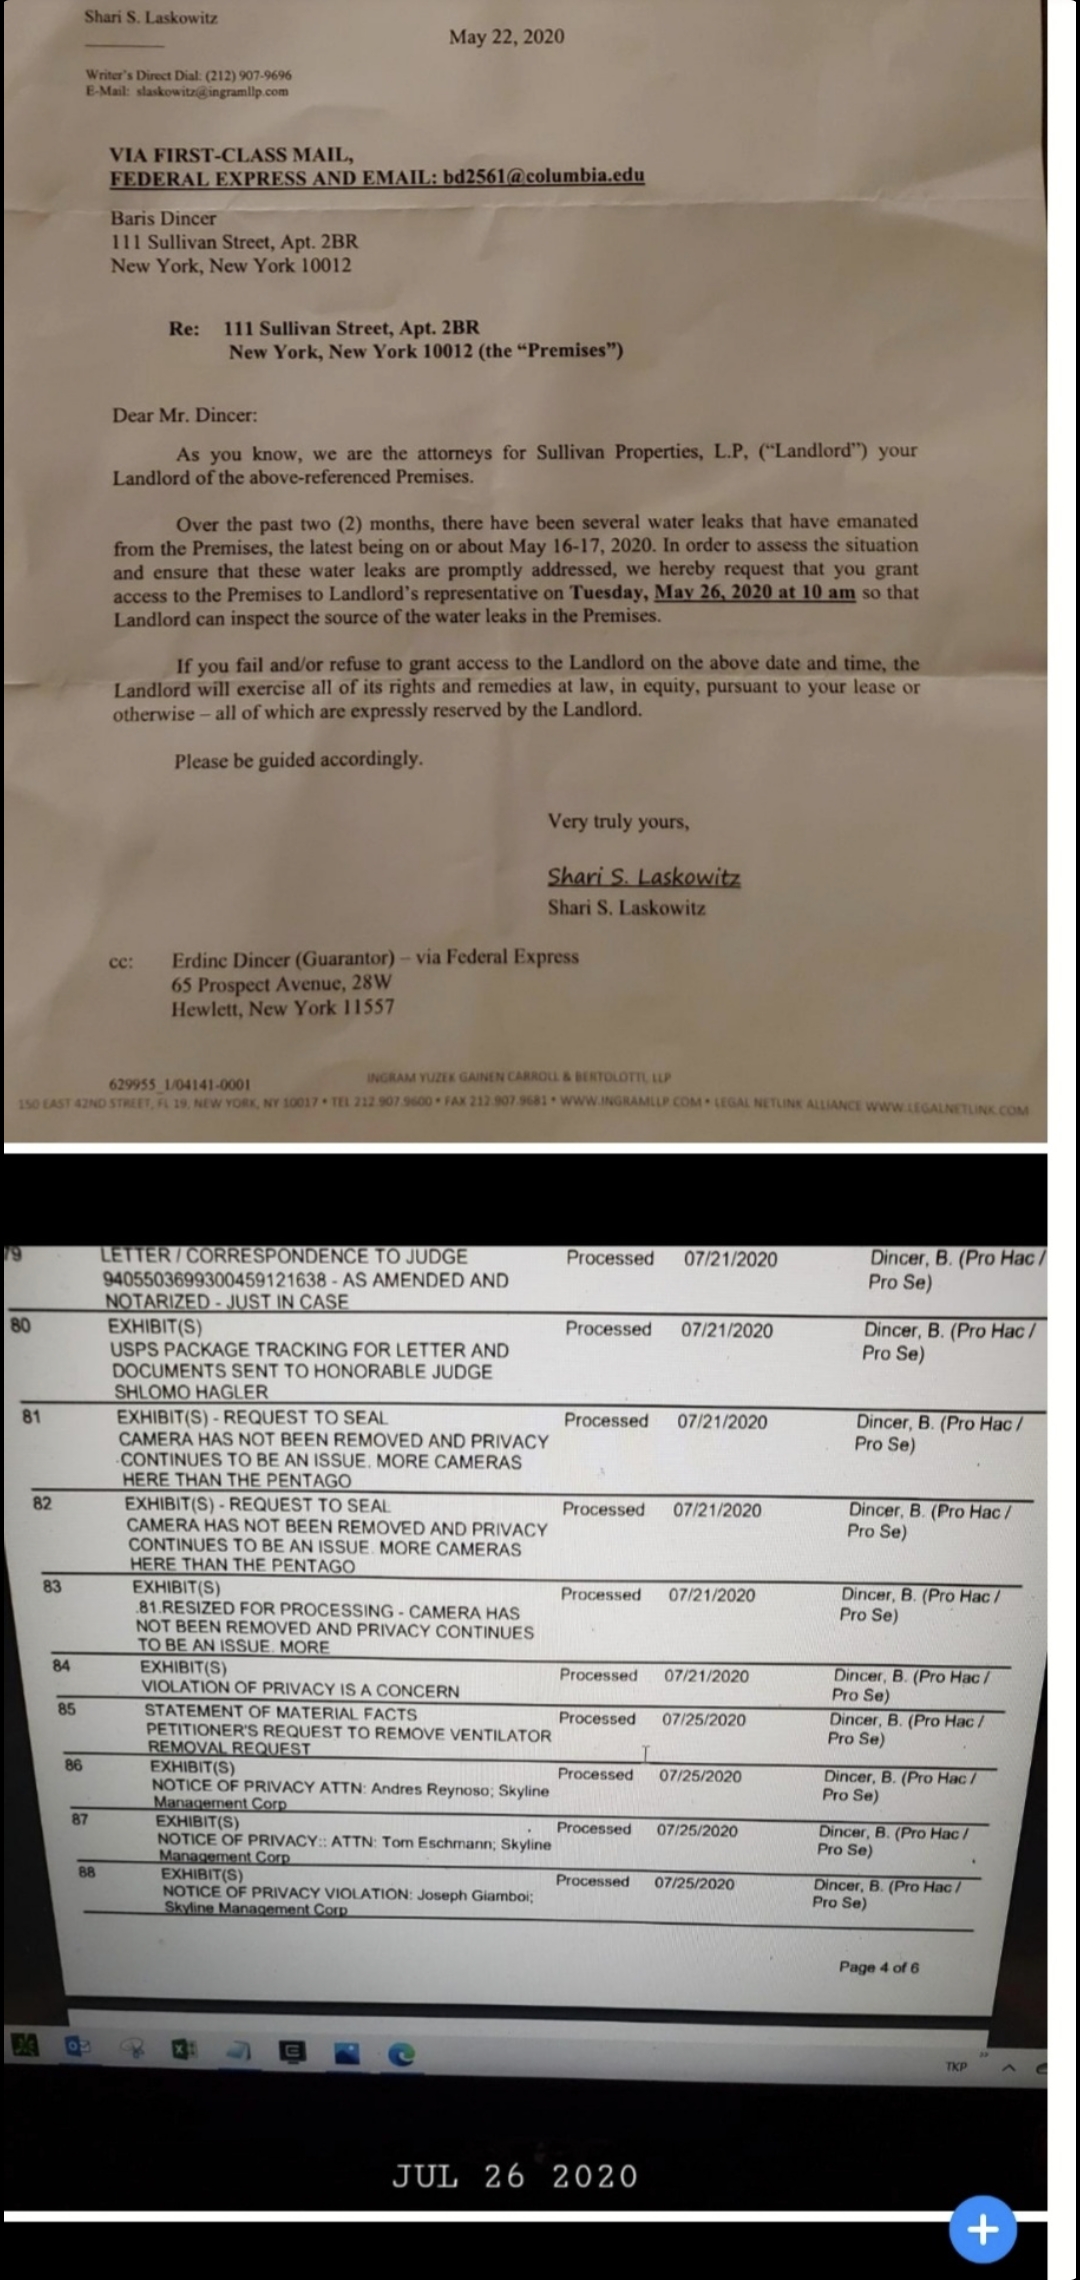 Shari S. Laskowitz
May 22, 2020
Writer's Direct Dial: (212) 907-9696
E-Mail: slaskowitz@ingramllp.com
VIA FIRST-CLASS MAIL,
FEDERAL EXPRESS AND EMAIL: bd2561@columbia.edu
Baris Dincer
111 Sullivan Street, Apt. 2BR
New York, New York 10012
Re: 111 Sullivan Street, Apt. 2BR
New York, New York 10012 (the “Premises”)
Dear Mr. Dincer:
As you know, we are the attorneys for Sullivan Properties, L.P, (“Landlord”) your
Landlord of the above-referenced Premises.
Over the past two (2) months, there have been several water leaks that have emanated
from the Premises, the latest being on or about May 16-17, 2020. In order to assess the situation
and ensure that these water leaks are promptly addressed, we hereby request that you grant
access to the Premises to Landlord’s representative on Tuesday, May 26, 2020 at 10 am so that
Landlord can inspect the source of the water leaks in the Premises.
If you fail and/or refuse to grant access to the Landlord on the above date and time, the
Landlord will exercise all of its rights and remedies at law, in equity, pursuant to your lease or
otherwise – all of which are expressly reserved by the Landlord.
Please be guided accordingly.
Very truly yours,
Shari S. Laskowitz
Shari S. Laskowitz
cc: Erdinc Dincer (Guarantor) – via Federal Express
65 Prospect Avenue, 28W
Hewlett, New York 11557
629955_1/04141-0001
INGRAM YUZEK GAINEN CARROLL & BERTOLOTTI, LLP
150 EAST 42ND STREET, FL 19, NEW YORK, NY 10017 • TEL 212.907.9600 • FAX 212.907.9681 • WWW.INGRAMLLP.COM • LEGAL NETLINK ALLIANCE WWW.LEGALNETLINK.COM
79 LETTER / CORRESPONDENCE TO JUDGE Processed 07/21/2020 Dincer, B. (Pro Hac /
9405503699300459121638 - AS AMENDED AND Pro Se)
NOTARIZED - JUST IN CASE
80 EXHIBIT(S) Processed 07/21/2020 Dincer, B. (Pro Hac /
USPS PACKAGE TRACKING FOR LETTER AND Pro Se)
DOCUMENTS SENT TO HONORABLE JUDGE
SHLOMO HAGLER
81 EXHIBIT(S) - REQUEST TO SEAL Processed 07/21/2020 Dincer, B. (Pro Hac /
CAMERA HAS NOT BEEN REMOVED AND PRIVACY Pro Se)
CONTINUES TO BE AN ISSUE. MORE CAMERAS
HERE THAN THE PENTAGO
82 EXHIBIT(S) - REQUEST TO SEAL Processed 07/21/2020 Dincer, B. (Pro Hac /
CAMERA HAS NOT BEEN REMOVED AND PRIVACY Pro Se)
CONTINUES TO BE AN ISSUE. MORE CAMERAS
HERE THAN THE PENTAGO
83 EXHIBIT(S) Processed 07/21/2020 Dincer, B. (Pro Hac /
.81.RESIZED FOR PROCESSING - CAMERA HAS Pro Se)
NOT BEEN REMOVED AND PRIVACY CONTINUES
TO BE AN ISSUE. MORE
84 EXHIBIT(S) Processed 07/21/2020 Dincer, B. (Pro Hac /
VIOLATION OF PRIVACY IS A CONCERN Pro Se)
85 STATEMENT OF MATERIAL FACTS Processed 07/25/2020 Dincer, B. (Pro Hac /
PETITIONER'S REQUEST TO REMOVE VENTILATOR Pro Se)
REMOVAL REQUEST
86 EXHIBIT(S) Processed 07/25/2020 Dincer, B. (Pro Hac /
NOTICE OF PRIVACY ATTN: Andres Reynoso; Skyline Pro Se)
Management Corp
87 EXHIBIT(S) Processed 07/25/2020 Dincer, B. (Pro Hac /
NOTICE OF PRIVACY:: ATTN: Tom Eschmann; Skyline Pro Se)
Management Corp
88 EXHIBIT(S) Processed 07/25/2020 Dincer, B. (Pro Hac /
NOTICE OF PRIVACY VIOLATION: Joseph Giamboi; Pro Se)
Skyline Management Corp
Page 4 of 6
TKP
JUL 26 2020